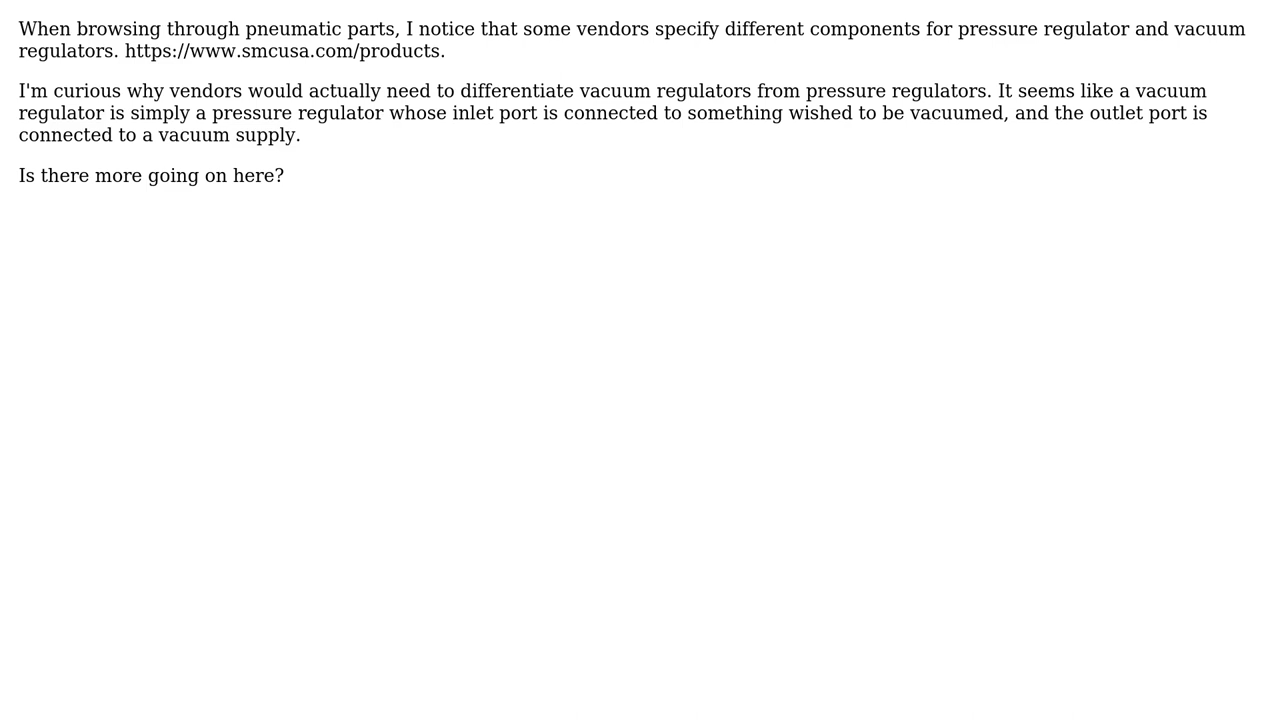 When browsing through pneumatic parts, I notice that some vendors specify different components for pressure regulator and vacuum
regulators. https://www.smcusa.com/products.
I'm curious why vendors would actually need to differentiate vacuum regulators from pressure regulators. It seems like a vacuum
regulator is simply a pressure regulator whose inlet port is connected to something wished to be vacuumed, and the outlet port is
connected to a vacuum supply.
Is there more going on here?